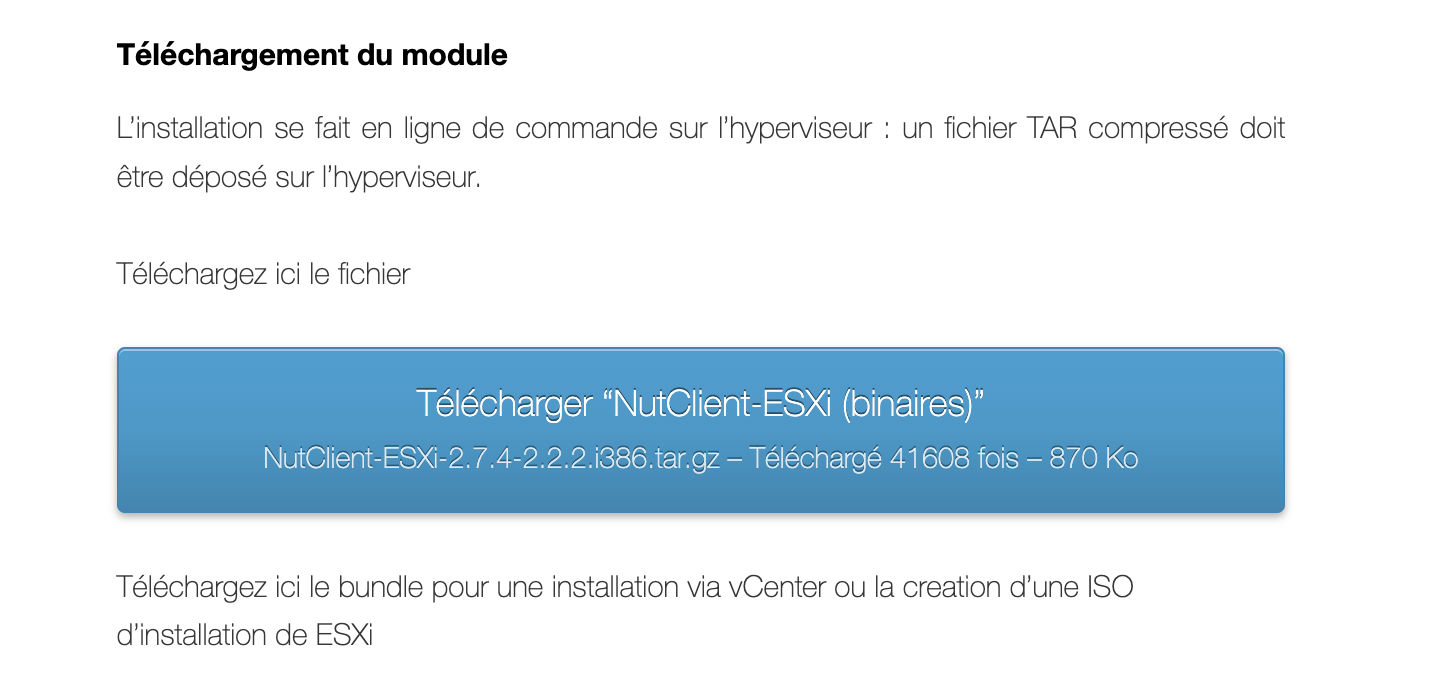 Téléchargement du module
L’installation se fait en ligne de commande sur l’hyperviseur : un fichier TAR compressé doit
être déposé sur l’hyperviseur.
Téléchargez ici le fichier
Télécharger “NutClient-ESXi (binaires)”
NutClient-ESXi-2.7.4-2.2.2.i386.tar.gz – Téléchargé 41608 fois – 870 Ko
Téléchargez ici le bundle pour une installation via vCenter ou la creation d’une ISO
d’installation de ESXi